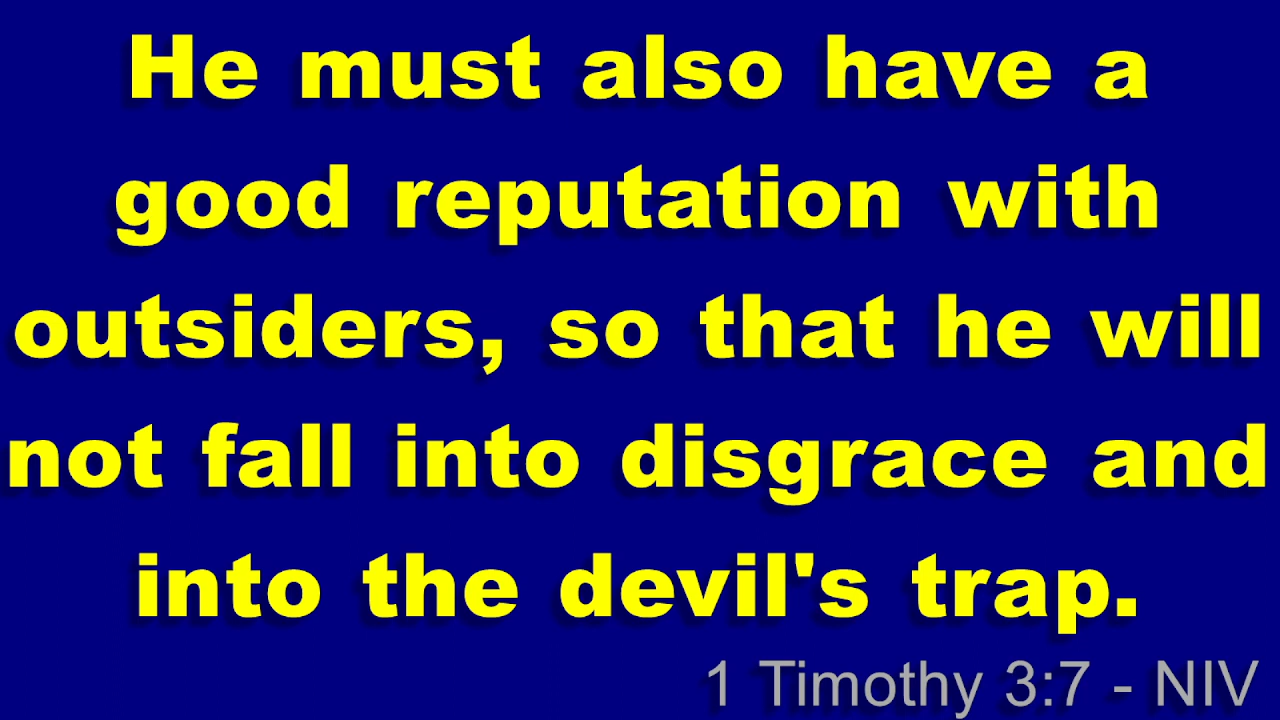 He must also have a
good reputation with
outsiders, so that he will
not fall into disgrace and
into the devil's trap.
1 Timothy 3:7 - NIV